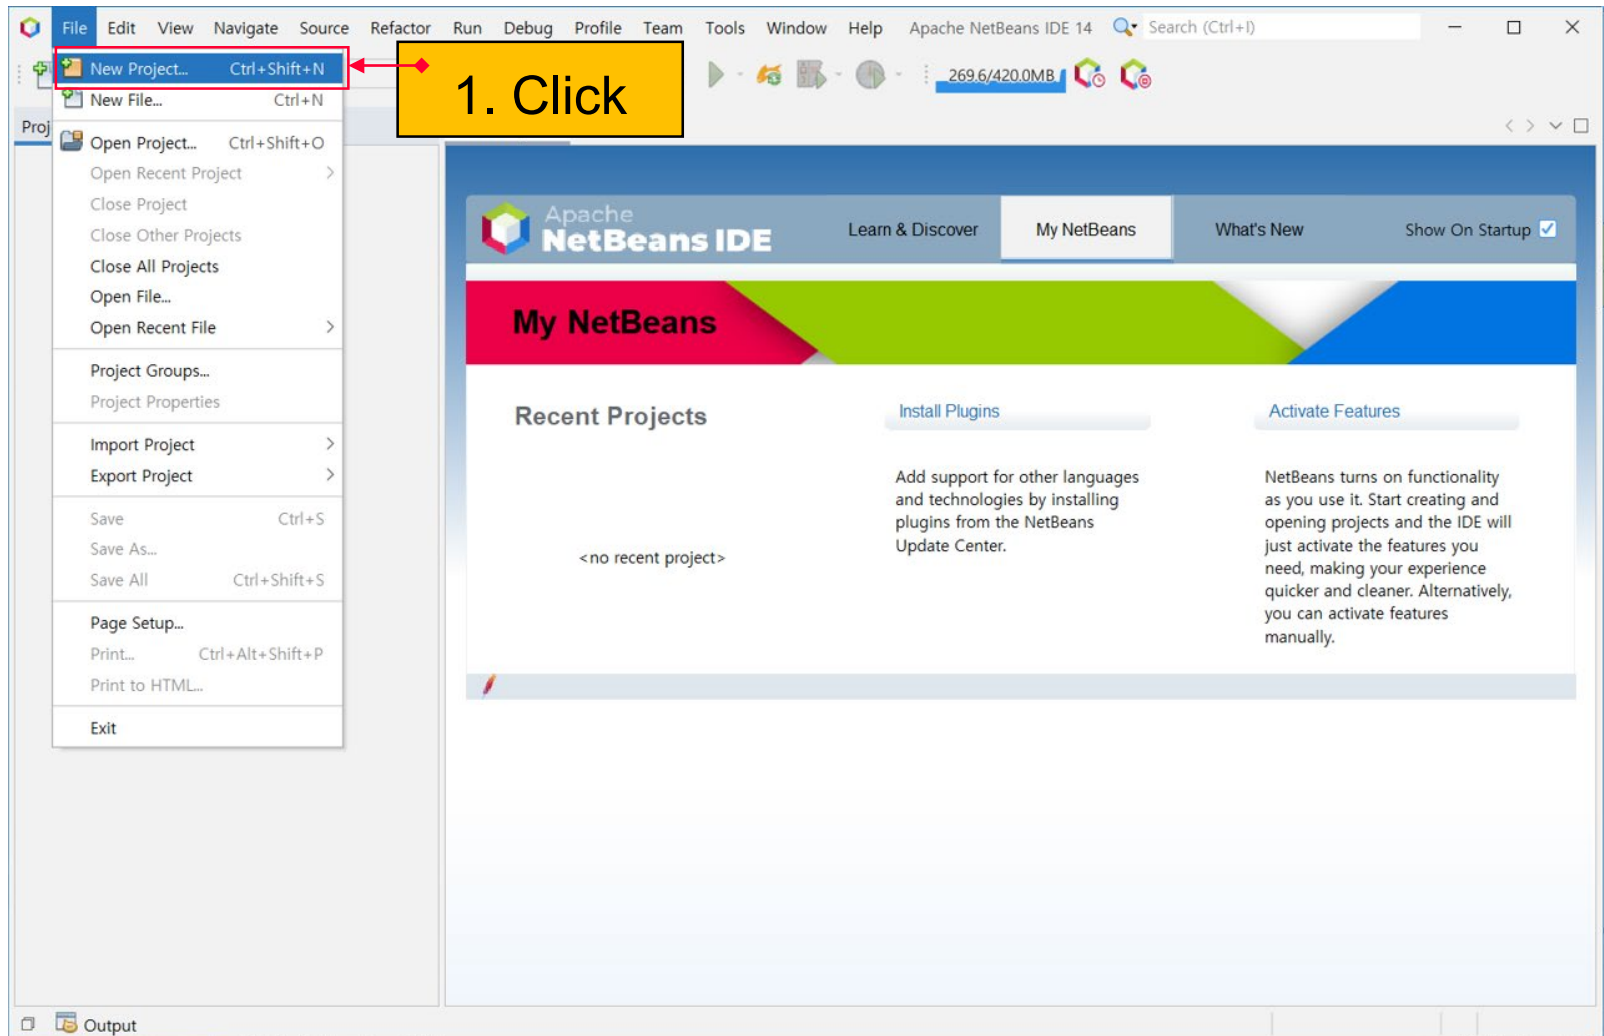 File Edit View Navigate Source Refactor Run Debug Profile Team Tools Window Help Apache NetBeans IDE 14 Search (Ctrl+I)
New Project... Ctrl+Shift+N
1. Click
269.6/420.0MB
New File... Ctrl+N
Proj
Open Project... Ctrl+Shift+O
Open Recent Project
Close Project
Close Other Projects
Close All Projects
Open File...
Open Recent File
Project Groups...
Project Properties
Import Project
Export Project
Save Ctrl+S
Save As...
Save All Ctrl+Shift+S
Page Setup...
Print... Ctrl+Alt+Shift+P
Print to HTML...
Exit
Apache
NetBeans IDE
Learn & Discover My NetBeans What's New Show On Startup
My NetBeans
Recent Projects
<no recent project>
Install Plugins
Add support for other languages
and technologies by installing
plugins from the NetBeans
Update Center.
Activate Features
NetBeans turns on functionality
as you use it. Start creating and
opening projects and the IDE will
just activate the features you
need, making your experience
quicker and cleaner. Alternatively,
you can activate features
manually.
Output